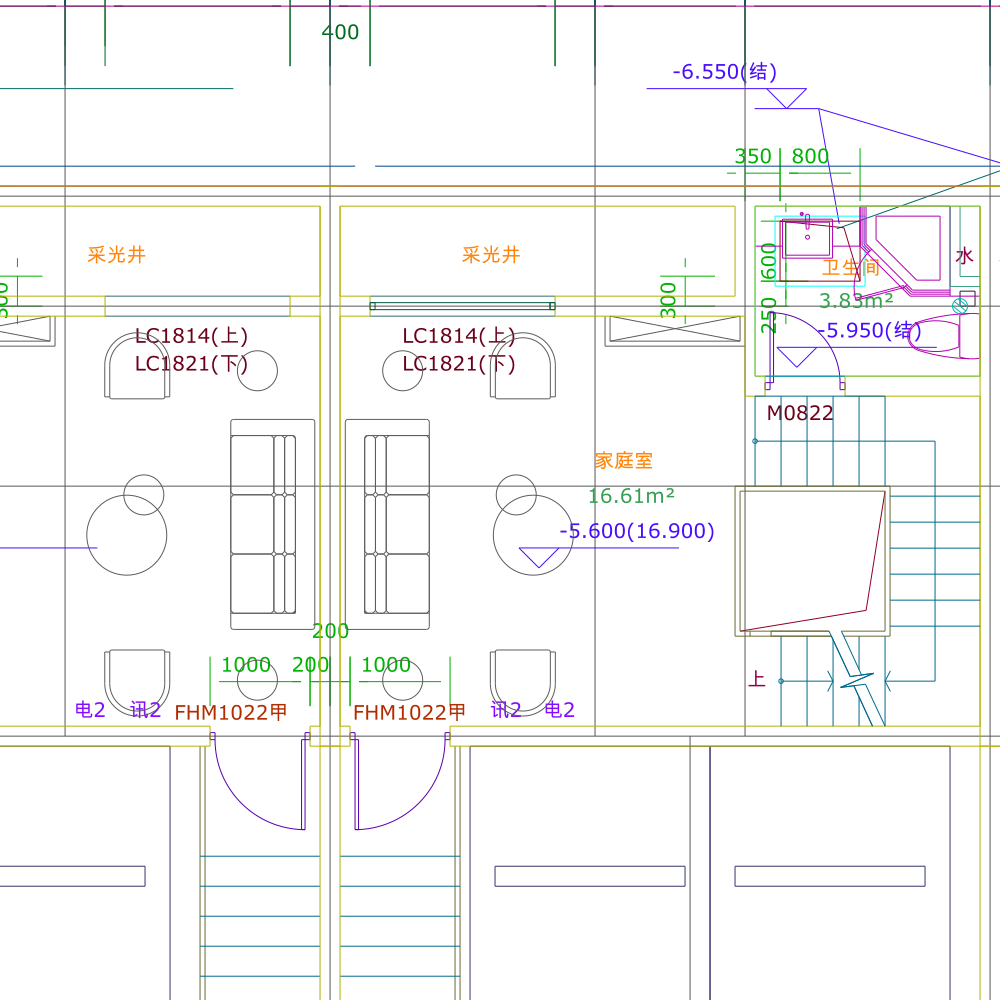 400
-6.550(结)
350 800
采光井
采光井
600
卫生间
水
300
3.83m²
250
-5.950(结)
LC1814(上)
LC1821(下)
LC1814(上)
LC1821(下)
M0822
家庭室
16.61m²
-5.600(16.900)
200
1000 200 1000
上
电2 讯2 FHM1022甲 FHM1022甲 讯2 电2